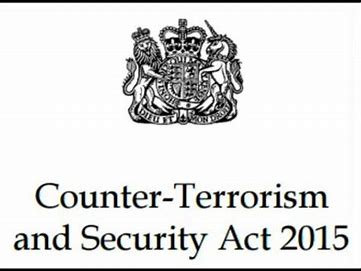 DIEU ET MON DROIT
Counter-Terrorism
and Security Act 2015